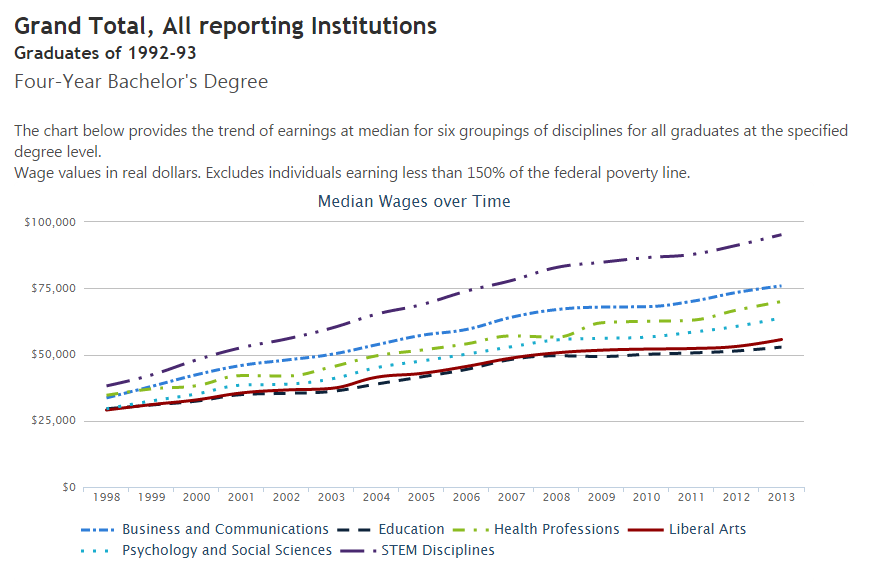 Grand Total, All reporting Institutions
Graduates of 1992-93
Four-Year Bachelor's Degree
The chart below provides the trend of earnings at median for six groupings of disciplines for all graduates at the specified
degree level.
Wage values in real dollars. Excludes individuals earning less than 150% of the federal poverty line.
Median Wages over Time
$100,000
$75,000
$50,000
$25,000
$0
1998 1999 2000 2001 2002 2003 2004 2005 2006 2007 2008 2009 2010 2011 2012 2013
Business and Communications Education Health Professions Liberal Arts
Psychology and Social Sciences STEM Disciplines